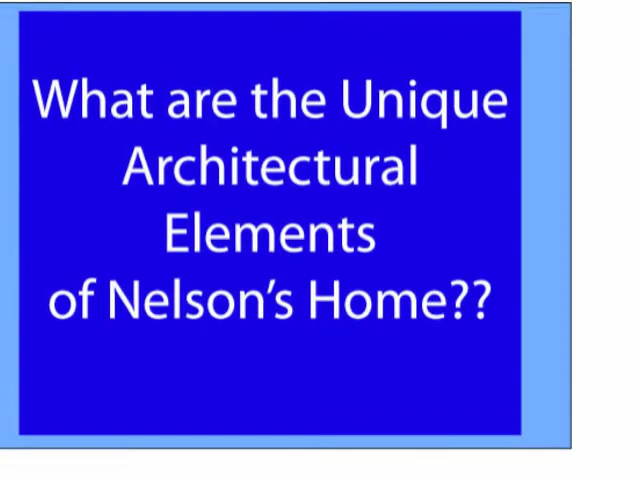 What are the Unique
Architectural
Elements
of Nelson’s Home??